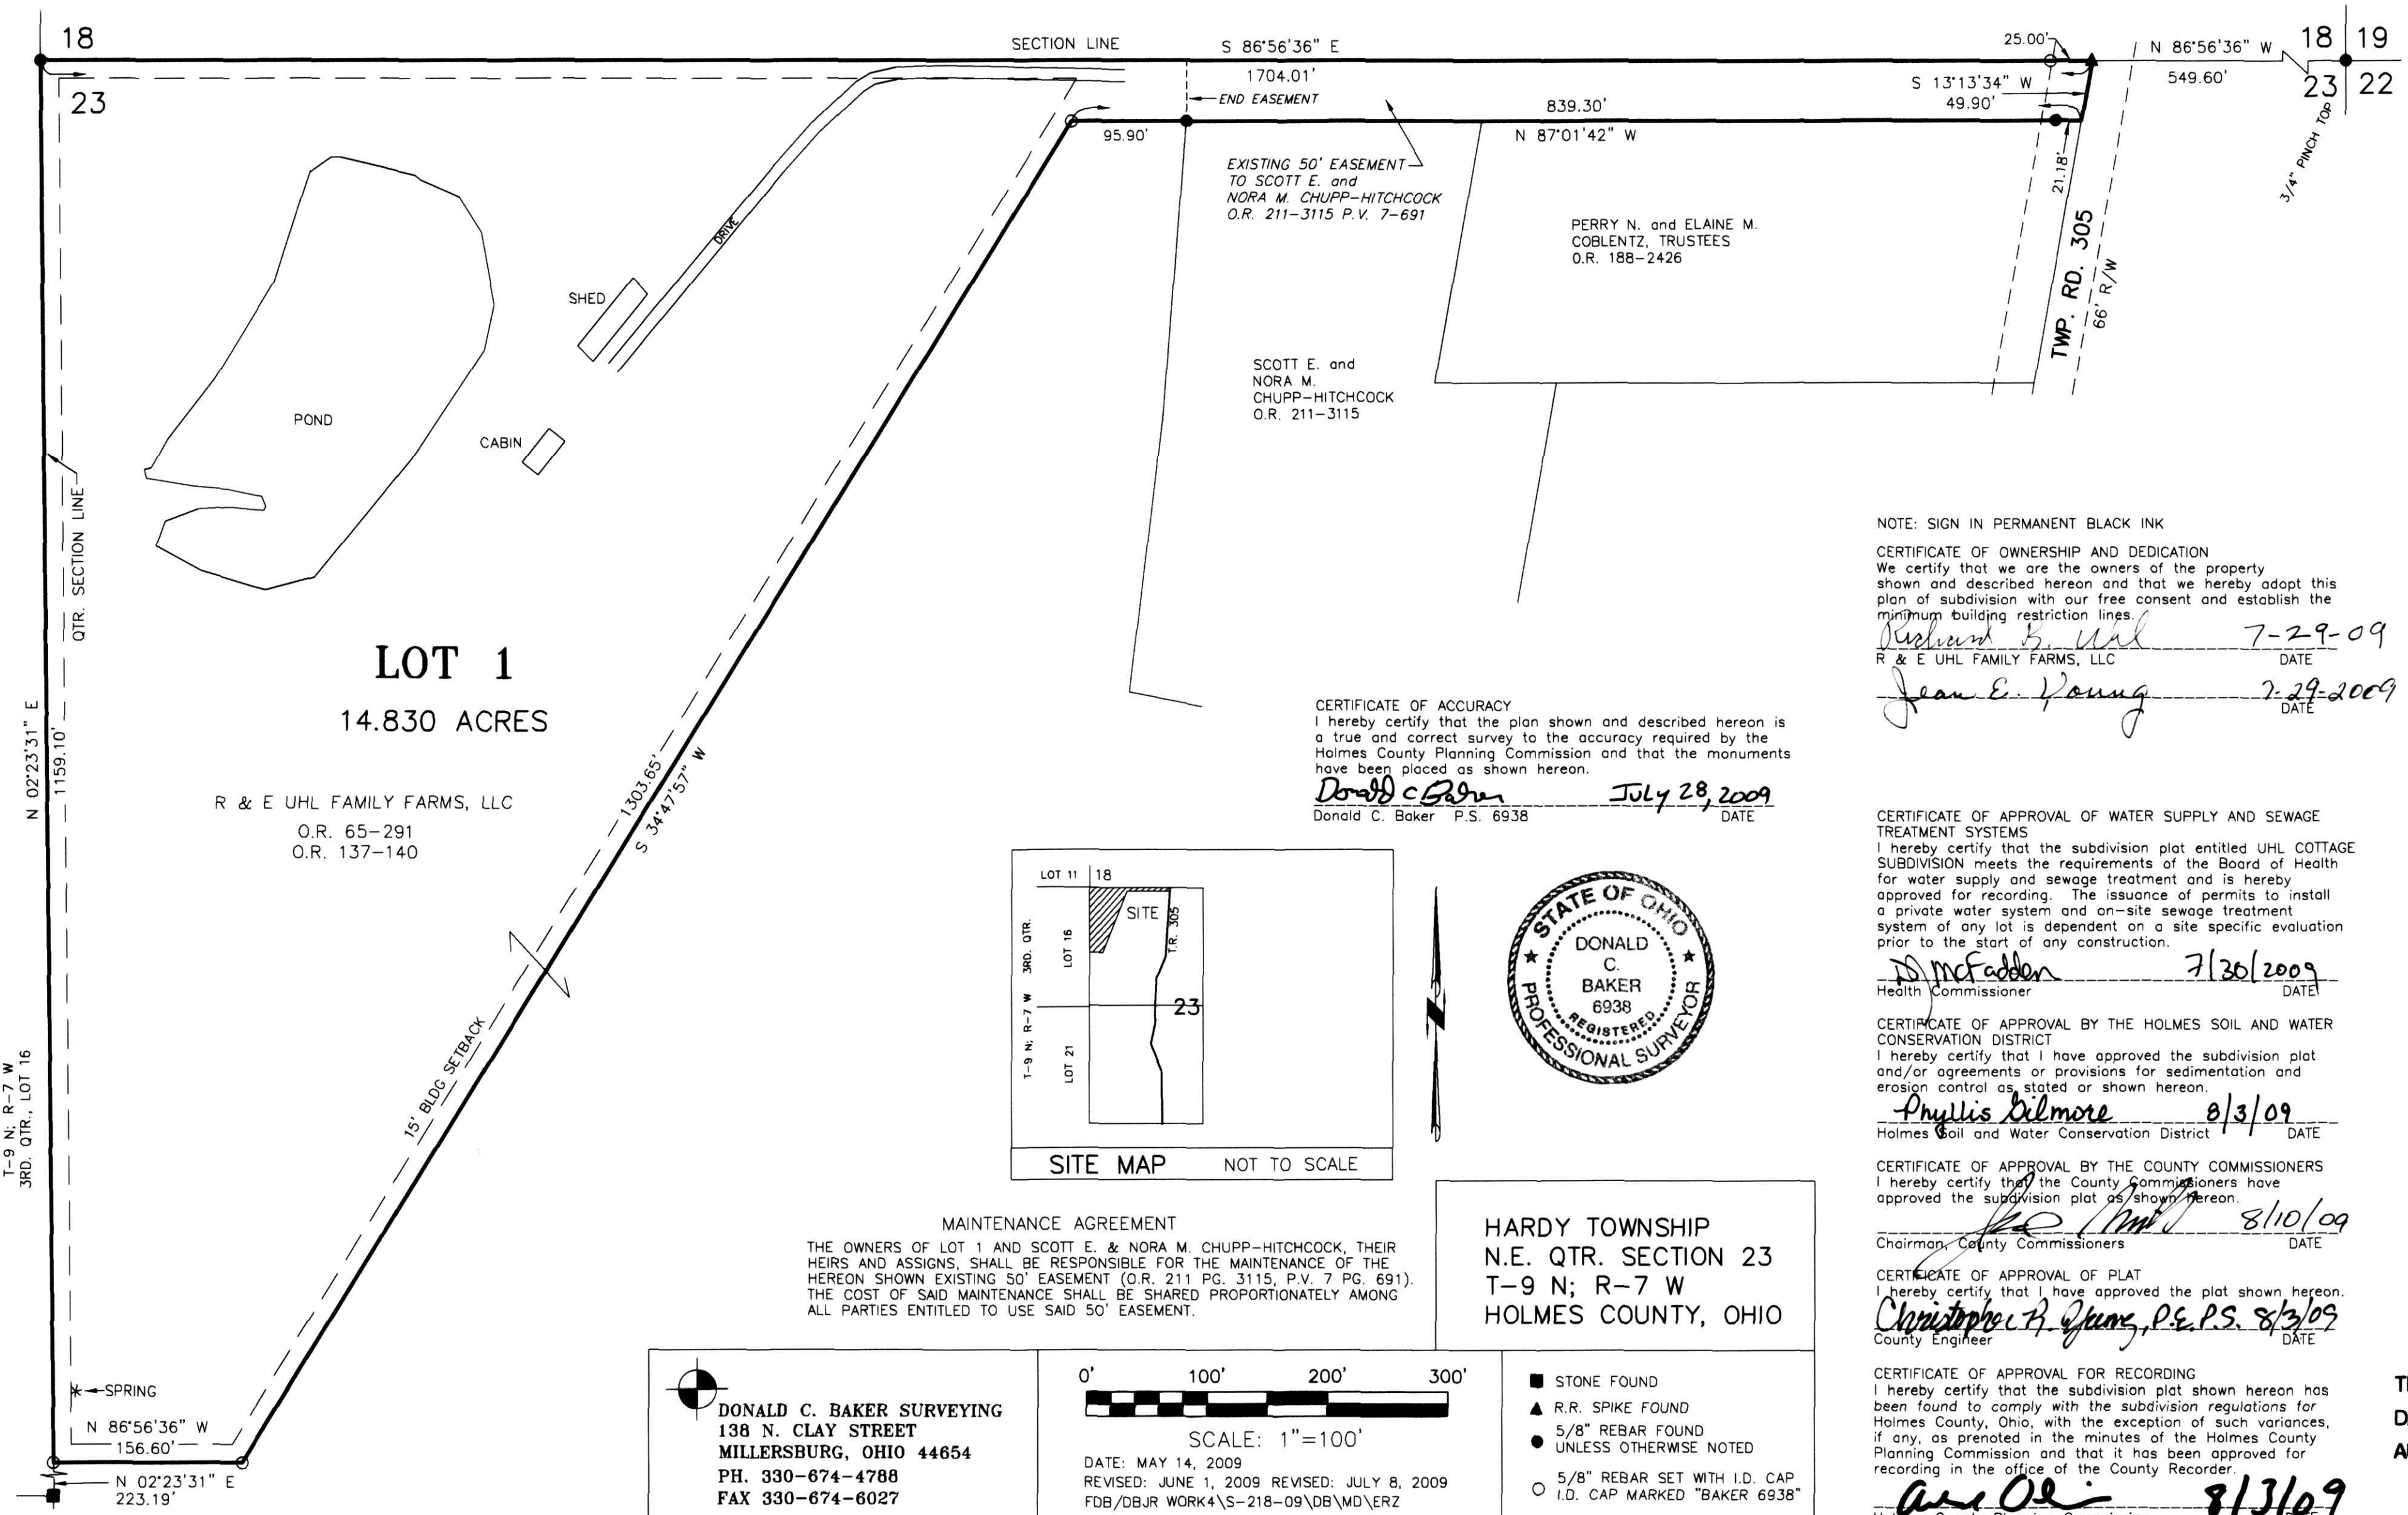 18
23
SECTION LINE
S 86°56'36" E
1704.01'
25.00'
N 86°56'36" W
549.60'
18 19
23 22
3/4" PINCH TOP
S 13°13'34" W
49.90'
END EASEMENT
95.90'
839.30'
N 87°01'42" W
21.18'
EXISTING 50' EASEMENT
TO SCOTT E. and
NORA M. CHUPP-HITCHCOCK
O.R. 211-3115 P.V. 7-691
PERRY N. and ELAINE M.
COBLENTZ, TRUSTEES
O.R. 188-2426
TWP. RD. 305
66' R/W
DRIVE
SHED
CABIN
POND
SCOTT E. and
NORA M.
CHUPP-HITCHCOCK
O.R. 211-3115
QTR. SECTION LINE
N 02°23'31" E
1159.10'
LOT 1
14.830 ACRES
R & E UHL FAMILY FARMS, LLC
O.R. 65-291
O.R. 137-140
1303.65'
S 34°47'57" W
15' BLDG SETBACK
T-9 N; R-7 W
3RD. QTR., LOT 16
SPRING
N 86°56'36" W
156.60'
N 02°23'31" E
223.19'
CERTIFICATE OF ACCURACY
I hereby certify that the plan shown and described hereon is
a true and correct survey to the accuracy required by the
Holmes County Planning Commission and that the monuments
have been placed as shown hereon.
Donald C Baker July 28, 2009
Donald C. Baker P.S. 6938 DATE
LOT 11 18
SITE
T.R. 305
T-9 N; R-7 W 3RD. QTR.
LOT 16
LOT 21
23
SITE MAP NOT TO SCALE
STATE OF OHIO
DONALD
C.
BAKER
6938
REGISTERED
PROFESSIONAL SURVEYOR
MAINTENANCE AGREEMENT
THE OWNERS OF LOT 1 AND SCOTT E. & NORA M. CHUPP-HITCHCOCK, THEIR
HEIRS AND ASSIGNS, SHALL BE RESPONSIBLE FOR THE MAINTENANCE OF THE
HEREON SHOWN EXISTING 50' EASEMENT (O.R. 211 PG. 3115, P.V. 7 PG. 691).
THE COST OF SAID MAINTENANCE SHALL BE SHARED PROPORTIONATELY AMONG
ALL PARTIES ENTITLED TO USE SAID 50' EASEMENT.
HARDY TOWNSHIP
N.E. QTR. SECTION 23
T-9 N; R-7 W
HOLMES COUNTY, OHIO
DONALD C. BAKER SURVEYING
138 N. CLAY STREET
MILLERSBURG, OHIO 44654
PH. 330-674-4788
FAX 330-674-6027
0' 100' 200' 300'
SCALE: 1"=100'
DATE: MAY 14, 2009
REVISED: JUNE 1, 2009 REVISED: JULY 8, 2009
FDB/DBJR WORK4\S-218-09\DB\MD\ERZ
STONE FOUND
R.R. SPIKE FOUND
5/8" REBAR FOUND
UNLESS OTHERWISE NOTED
5/8" REBAR SET WITH I.D. CAP
I.D. CAP MARKED "BAKER 6938"
NOTE: SIGN IN PERMANENT BLACK INK
CERTIFICATE OF OWNERSHIP AND DEDICATION
We certify that we are the owners of the property
shown and described hereon and that we hereby adopt this
plan of subdivision with our free consent and establish the
minimum building restriction lines.
Richard B. Uhl 7-29-09
R & E UHL FAMILY FARMS, LLC DATE
Jean E. Young 7-29-2009
DATE
CERTIFICATE OF APPROVAL OF WATER SUPPLY AND SEWAGE
TREATMENT SYSTEMS
I hereby certify that the subdivision plat entitled UHL COTTAGE
SUBDIVISION meets the requirements of the Board of Health
for water supply and sewage treatment and is hereby
approved for recording. The issuance of permits to install
a private water system and on-site sewage treatment
system of any lot is dependent on a site specific evaluation
prior to the start of any construction.
McFadden 7/30/2009
Health Commissioner DATE
CERTIFICATE OF APPROVAL BY THE HOLMES SOIL AND WATER
CONSERVATION DISTRICT
I hereby certify that I have approved the subdivision plat
and/or agreements or provisions for sedimentation and
erosion control as stated or shown hereon.
Phyllis Gilmore 8/3/09
Holmes Soil and Water Conservation District DATE
CERTIFICATE OF APPROVAL BY THE COUNTY COMMISSIONERS
I hereby certify that the County Commissioners have
approved the subdivision plat as shown hereon.
8/10/09
Chairman, County Commissioners DATE
CERTIFICATE OF APPROVAL OF PLAT
I hereby certify that I have approved the plat shown hereon.
Christopher R. Young, P.E. P.S. 8/3/09
County Engineer DATE
CERTIFICATE OF APPROVAL FOR RECORDING
I hereby certify that the subdivision plat shown hereon has
been found to comply with the subdivision regulations for
Holmes County, Ohio, with the exception of such variances,
if any, as prenoted in the minutes of the Holmes County
Planning Commission and that it has been approved for
recording in the office of the County Recorder.
8/3/09